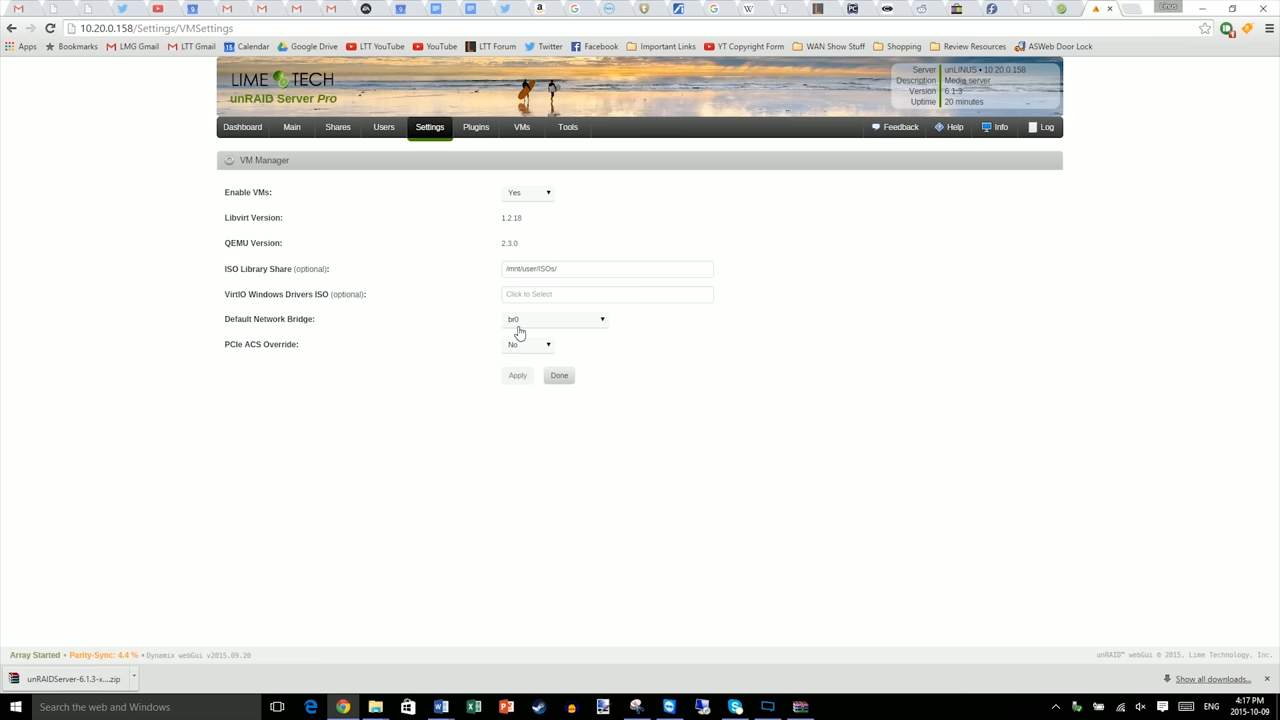 Linus
10.20.0.158/Settings/VMSettings
Apps Bookmarks LMG Gmail LTT Gmail Calendar Google Drive LTT YouTube YouTube LTT Forum Twitter Facebook Important Links YT Copyright Form WAN Show Stuff Shopping Review Resources ASWeb Door Lock
LIME TECH
unRAID Server Pro
Server unLINUS • 10.20.0.158
Description Media server
Version 6.1.3
Uptime 20 minutes
Dashboard Main Shares Users Settings Plugins VMs Tools Feedback Help Info Log
VM Manager
Enable VMs: Yes
Libvirt Version: 1.2.18
QEMU Version: 2.3.0
ISO Library Share (optional): /mnt/user/ISOs/
VirtIO Windows Drivers ISO (optional): Click to Select
Default Network Bridge: br0
PCIe ACS Override: No
Apply Done
Array Started • Parity-Sync: 4.4 % • Dynamix webGui v2015.09.20
unRAID™ webGui © 2015, Lime Technology, Inc.
unRAIDServer-6.1.3-x....zip
Show all downloads...
Search the web and Windows
ENG
4:17 PM
2015-10-09